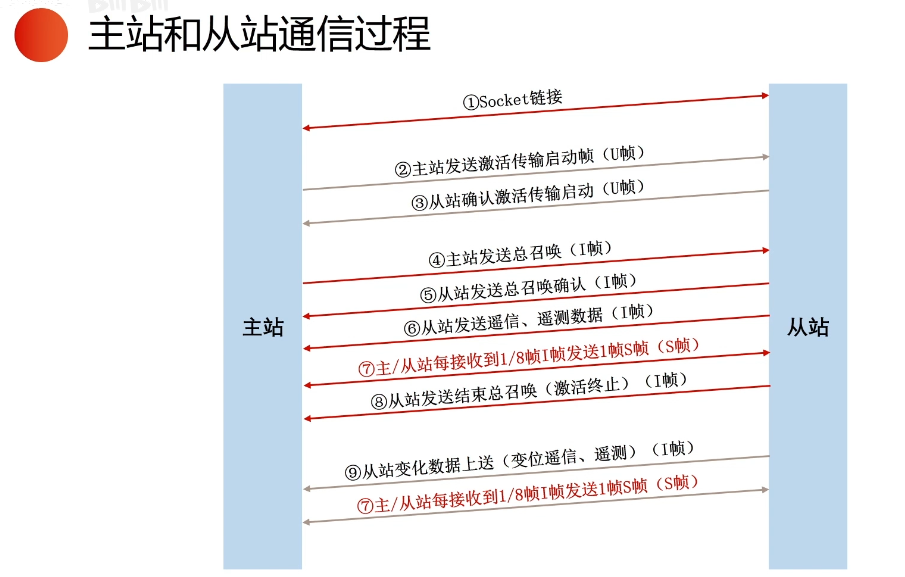 主站和从站通信过程
①Socket链接
②主站发送激活传输启动帧（U帧）
③从站确认激活传输启动（U帧）
④主站发送总召唤（I帧）
⑤从站发送总召唤确认（I帧）
主站
⑥从站发送遥信、遥测数据（I帧）
从站
⑦主/从站每接收到1/8帧I帧发送1帧S帧（S帧）
⑧从站发送结束总召唤（激活终止）（I帧）
⑨从站变化数据上送（变位遥信、遥测）（I帧）
⑦主/从站每接收到1/8帧I帧发送1帧S帧（S帧）